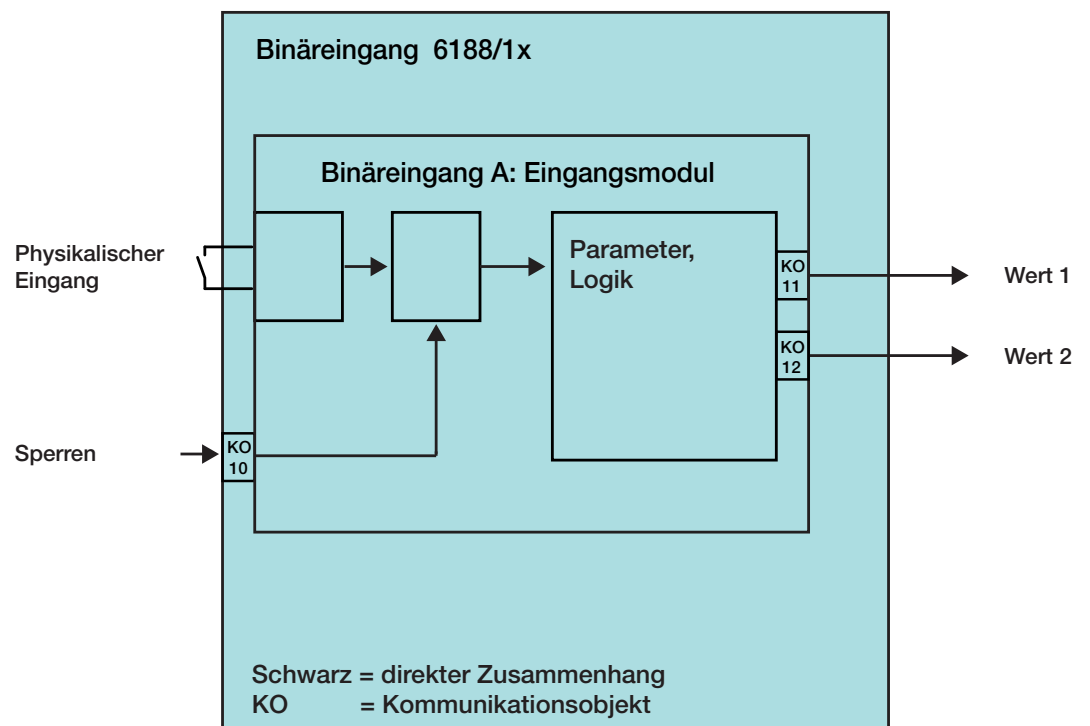 Binäreingang 6188/1x
Binäreingang A: Eingangsmodul
Physikalischer
Eingang
Parameter,
Logik
KO
11
Wert 1
KO
12
Wert 2
Sperren
KO
10
Schwarz = direkter Zusammenhang
KO = Kommunikationsobjekt